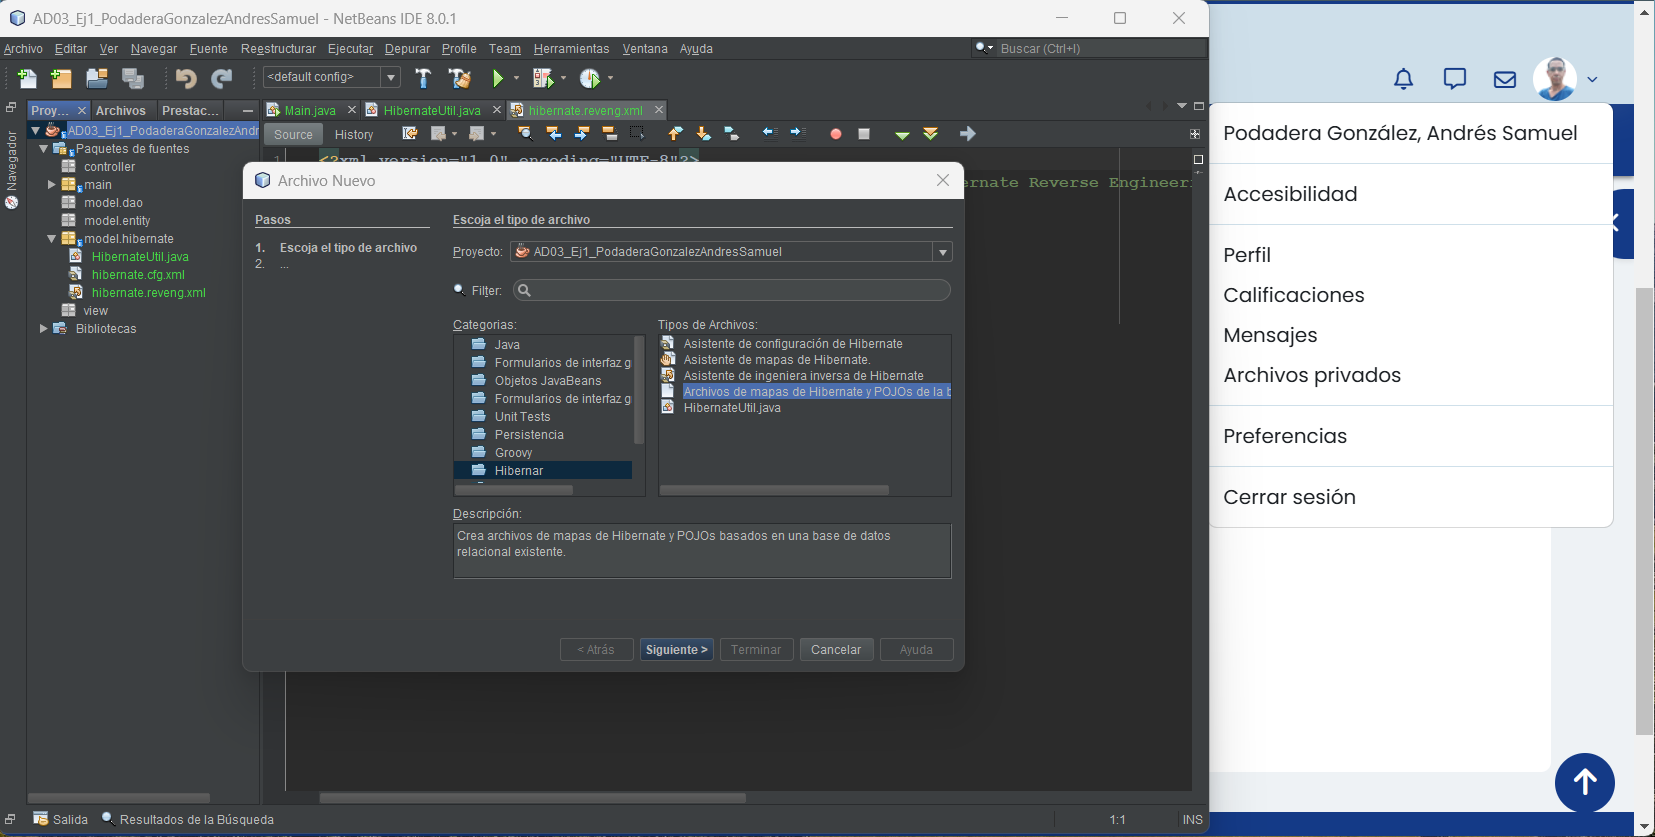 AD03_Ej1_PodaderaGonzalezAndresSamuel - NetBeans IDE 8.0.1
Archivo Editar Ver Navegar Fuente Reestructurar Ejecutar Depurar Profile Team Herramientas Ventana Ayuda
Buscar (Ctrl+I)
<default config>
Proy... Archivos Prestac...
Main.java HibernateUtil.java hibernate.reveng.xml
Source History
Navegador
AD03_Ej1_PodaderaGonzalezAndr
Paquetes de fuentes
controller
main
model.dao
model.entity
model.hibernate
HibernateUtil.java
hibernate.cfg.xml
hibernate.reveng.xml
view
Bibliotecas
1 <?xml version="1.0" encoding="UTF-8"?>
ernate Reverse Engineeri
Archivo Nuevo
Pasos
1. Escoja el tipo de archivo
2. ...
Escoja el tipo de archivo
Proyecto: AD03_Ej1_PodaderaGonzalezAndresSamuel
Filter:
Categorías:
Java
Formularios de interfaz g
Objetos JavaBeans
Formularios de interfaz g
Unit Tests
Persistencia
Groovy
Hibernar
Tipos de Archivos:
Asistente de configuración de Hibernate
Asistente de mapas de Hibernate.
Asistente de ingeniera inversa de Hibernate
Archivos de mapas de Hibernate y POJOs de la b
HibernateUtil.java
Descripción:
Crea archivos de mapas de Hibernate y POJOs basados en una base de datos
relacional existente.
< Atrás Siguiente > Terminar Cancelar Ayuda
Salida Resultados de la Búsqueda
1:1 INS
Podadera González, Andrés Samuel
Accesibilidad
Perfil
Calificaciones
Mensajes
Archivos privados
Preferencias
Cerrar sesión